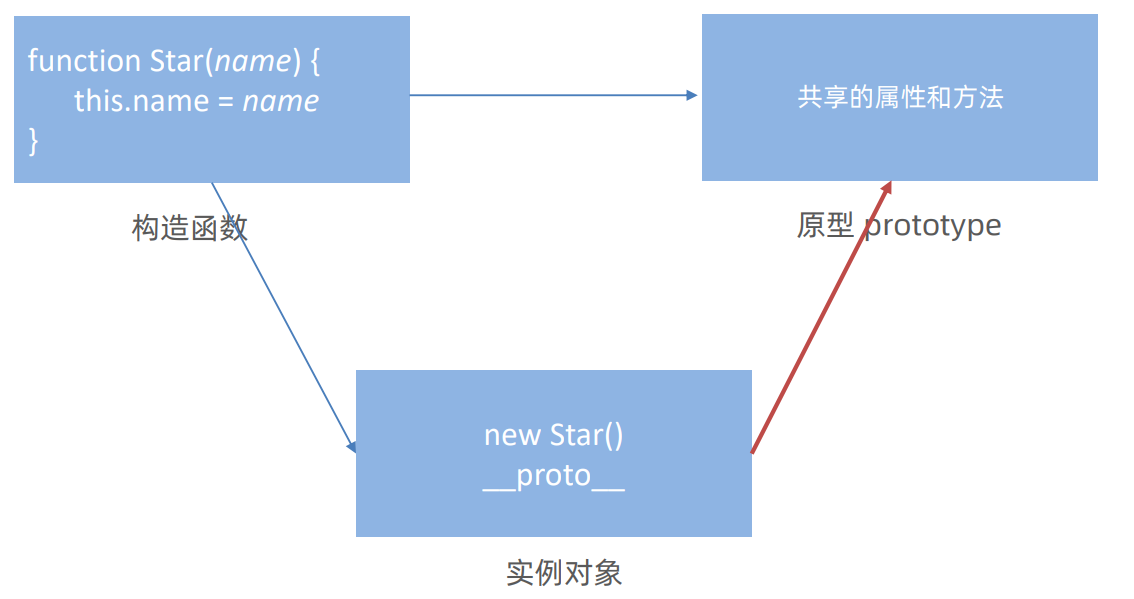 function Star(name) {
this.name = name
}
共享的属性和方法
构造函数
原型 prototype
new Star()
__proto__
实例对象